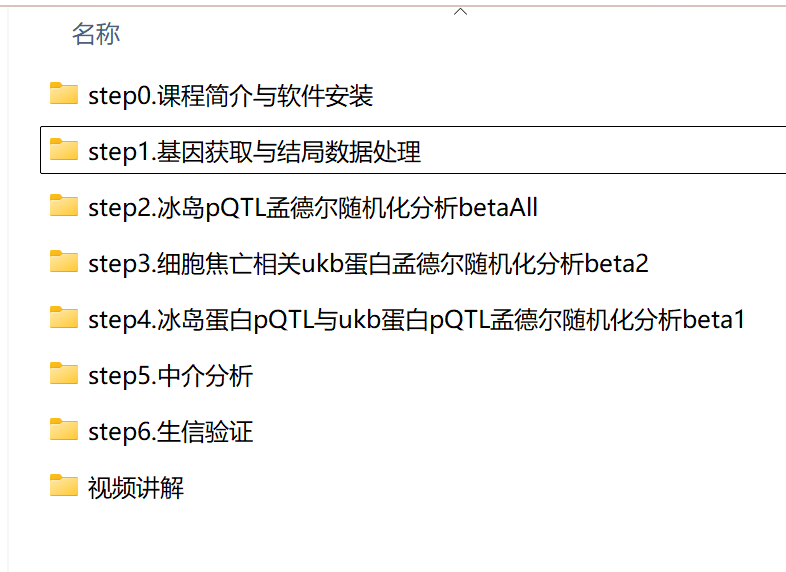 名称
step0.课程简介与软件安装
step1.基因获取与结局数据处理
step2.冰岛pQTL孟德尔随机化分析betaAll
step3.细胞焦亡相关ukb蛋白孟德尔随机化分析beta2
step4.冰岛蛋白pQTL与ukb蛋白pQTL孟德尔随机化分析beta1
step5.中介分析
step6.生信验证
视频讲解